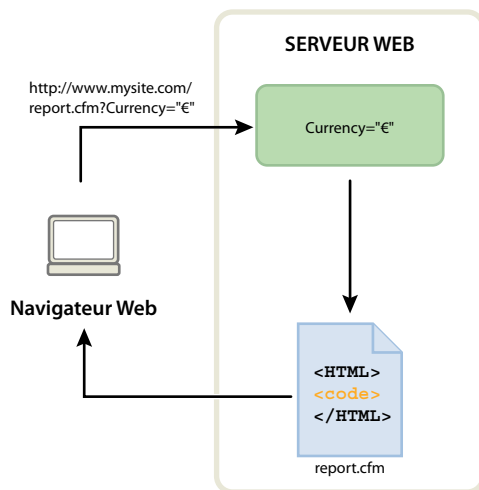 SERVEUR WEB
http://www.mysite.com/
report.cfm?Currency="€"
Currency="€"
Navigateur Web
<HTML>
<code>
</HTML>
report.cfm